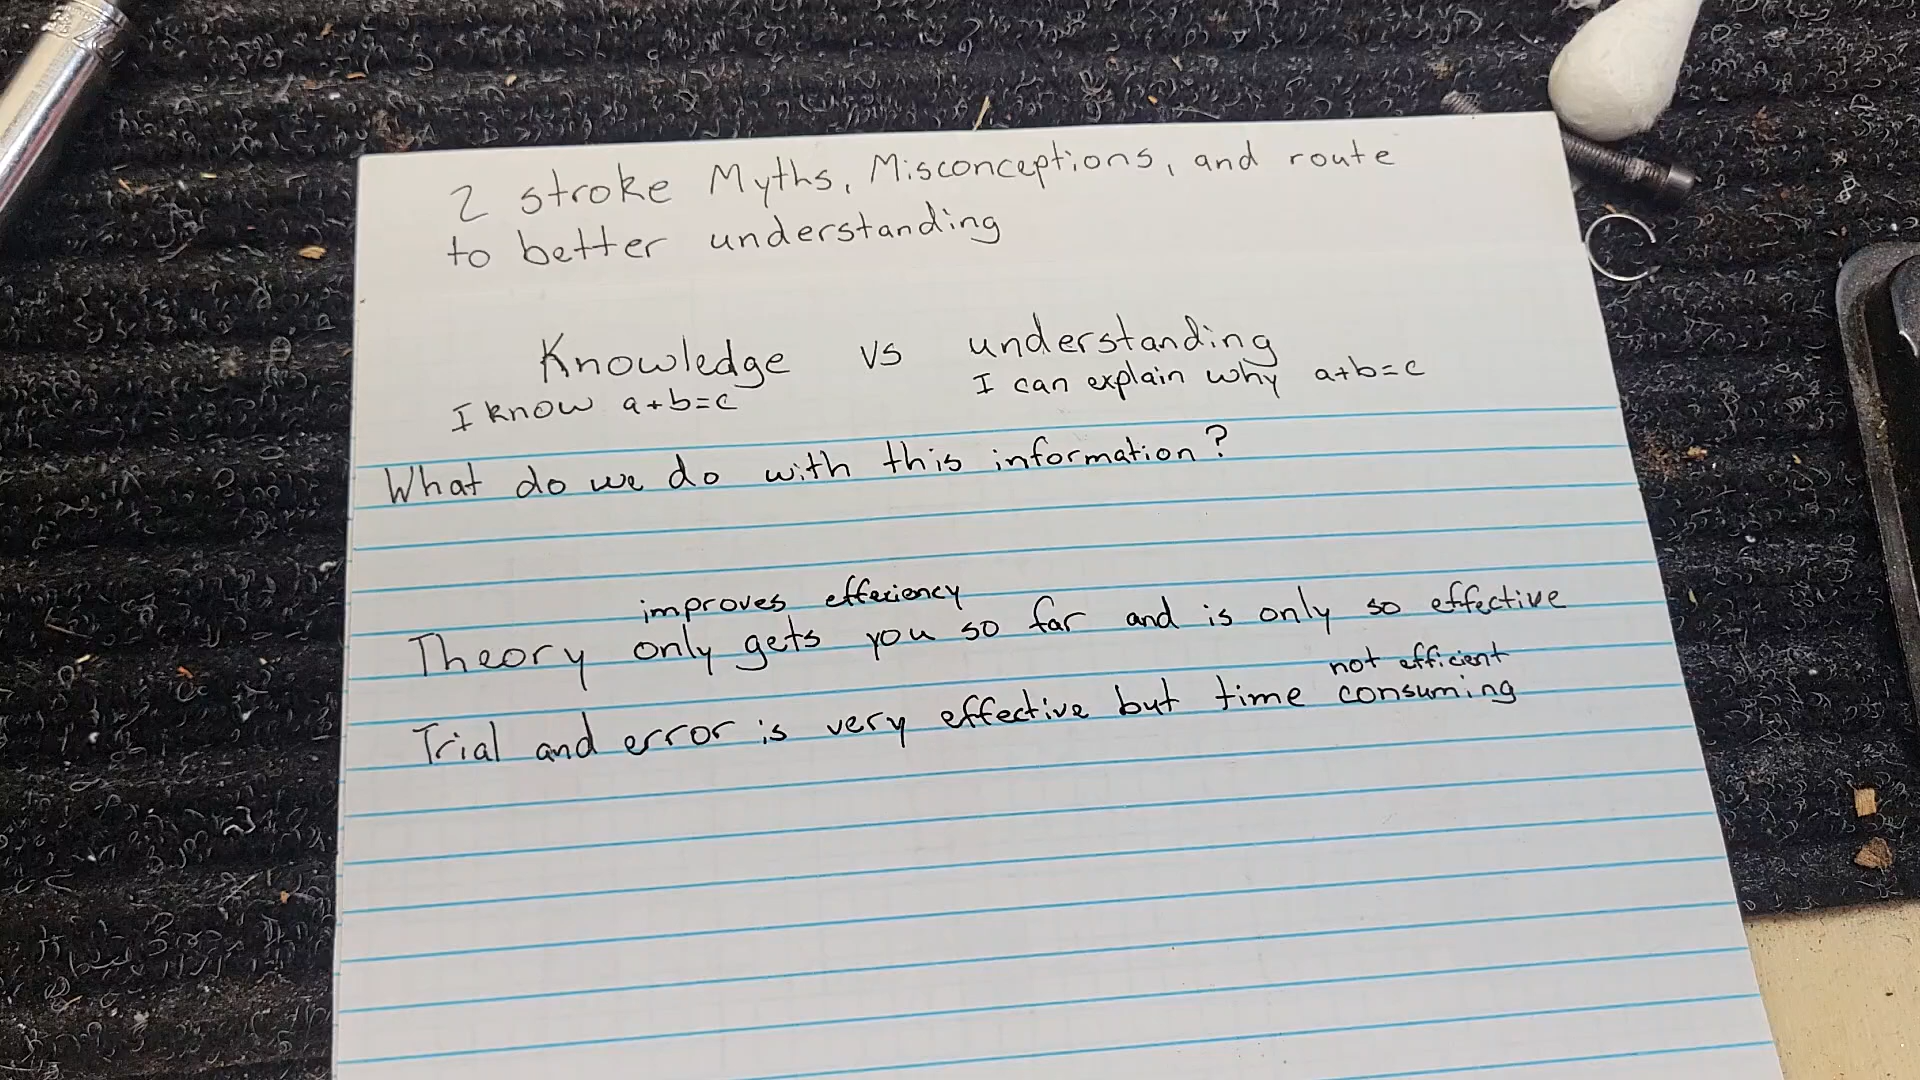 2 stroke Myths, Misconceptions, and route
to better understanding
Knowledge vs understanding
I know a+b=c I can explain why a+b=c
What do we do with this information?
improves effeciency
Theory only gets you so far and is only so effective
not efficient
Trial and error is very effective but time consuming